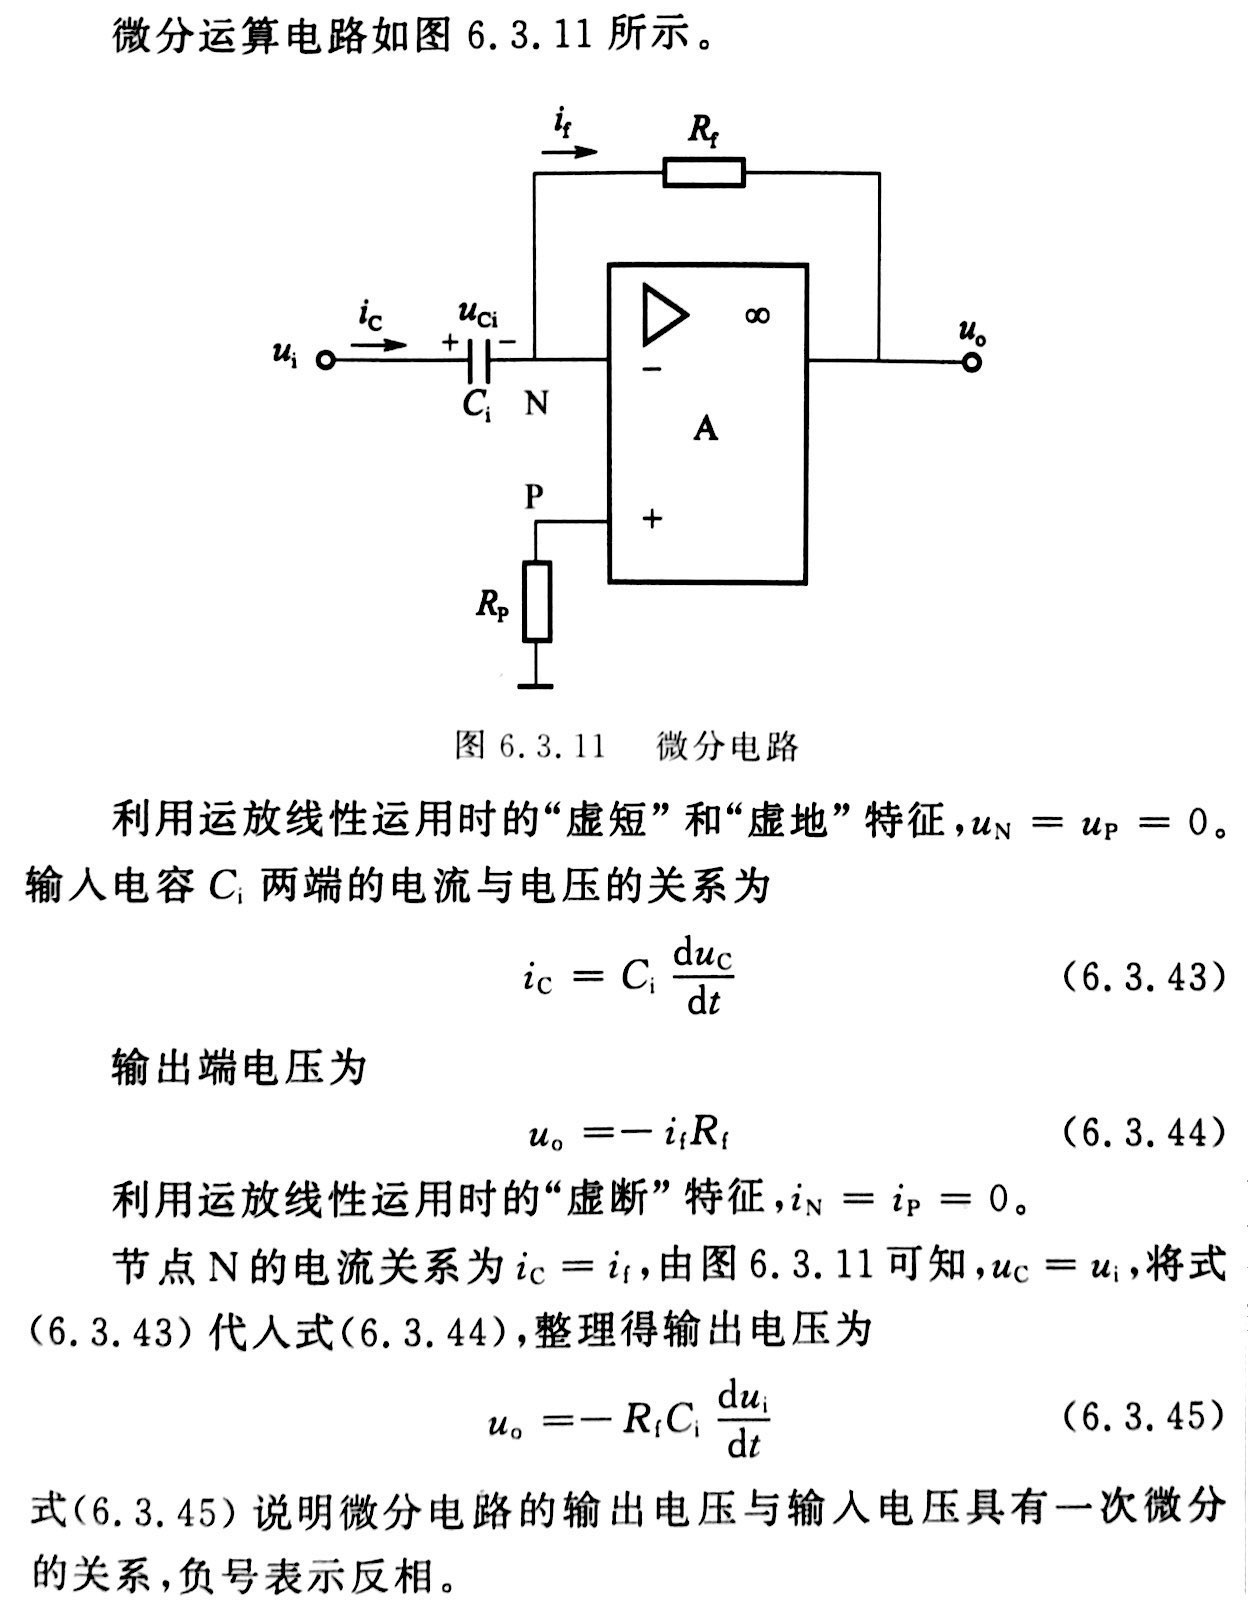 微分运算电路如图 6.3.11 所示。
i_f
R_f
i_C
u_Ci
+ −
u_i
C_i
N
∞
−
A
u_o
P
+
R_P
图 6.3.11 微分电路
利用运放线性运用时的“虚短”和“虚地”特征,u_N = u_P = 0。
输入电容 C_i 两端的电流与电压的关系为
i_C = C_i du_C/dt (6.3.43)
输出端电压为
u_o =− i_f R_f (6.3.44)
利用运放线性运用时的“虚断”特征,i_N = i_P = 0。
节点 N 的电流关系为 i_C = i_f,由图 6.3.11 可知,u_C = u_i,将式
(6.3.43) 代入式(6.3.44),整理得输出电压为
u_o =− R_f C_i du_i/dt (6.3.45)
式(6.3.45) 说明微分电路的输出电压与输入电压具有一次微分
的关系,负号表示反相。